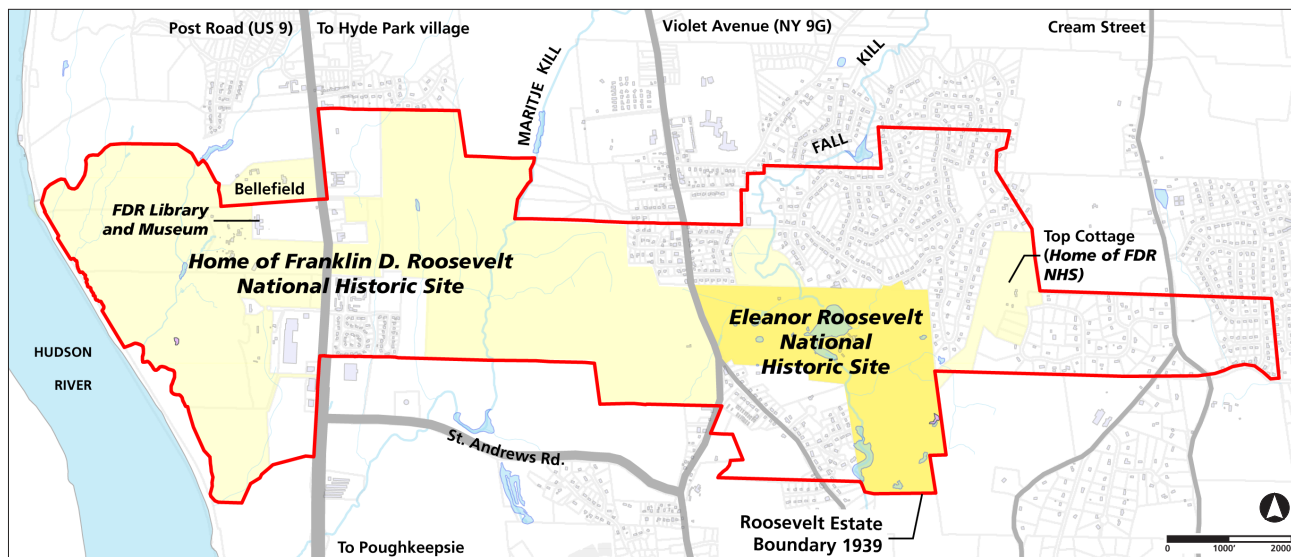 Post Road (US 9)
To Hyde Park village
Violet Avenue (NY 9G)
Cream Street
MARITJE KILL
KILL
FALL
Bellefield
FDR Library
and Museum
Home of Franklin D. Roosevelt
National Historic Site
Top Cottage
(Home of FDR
NHS)
Eleanor Roosevelt
National
Historic Site
HUDSON
RIVER
St. Andrews Rd.
Roosevelt Estate
Boundary 1939
To Poughkeepsie
0 1000' 2000'